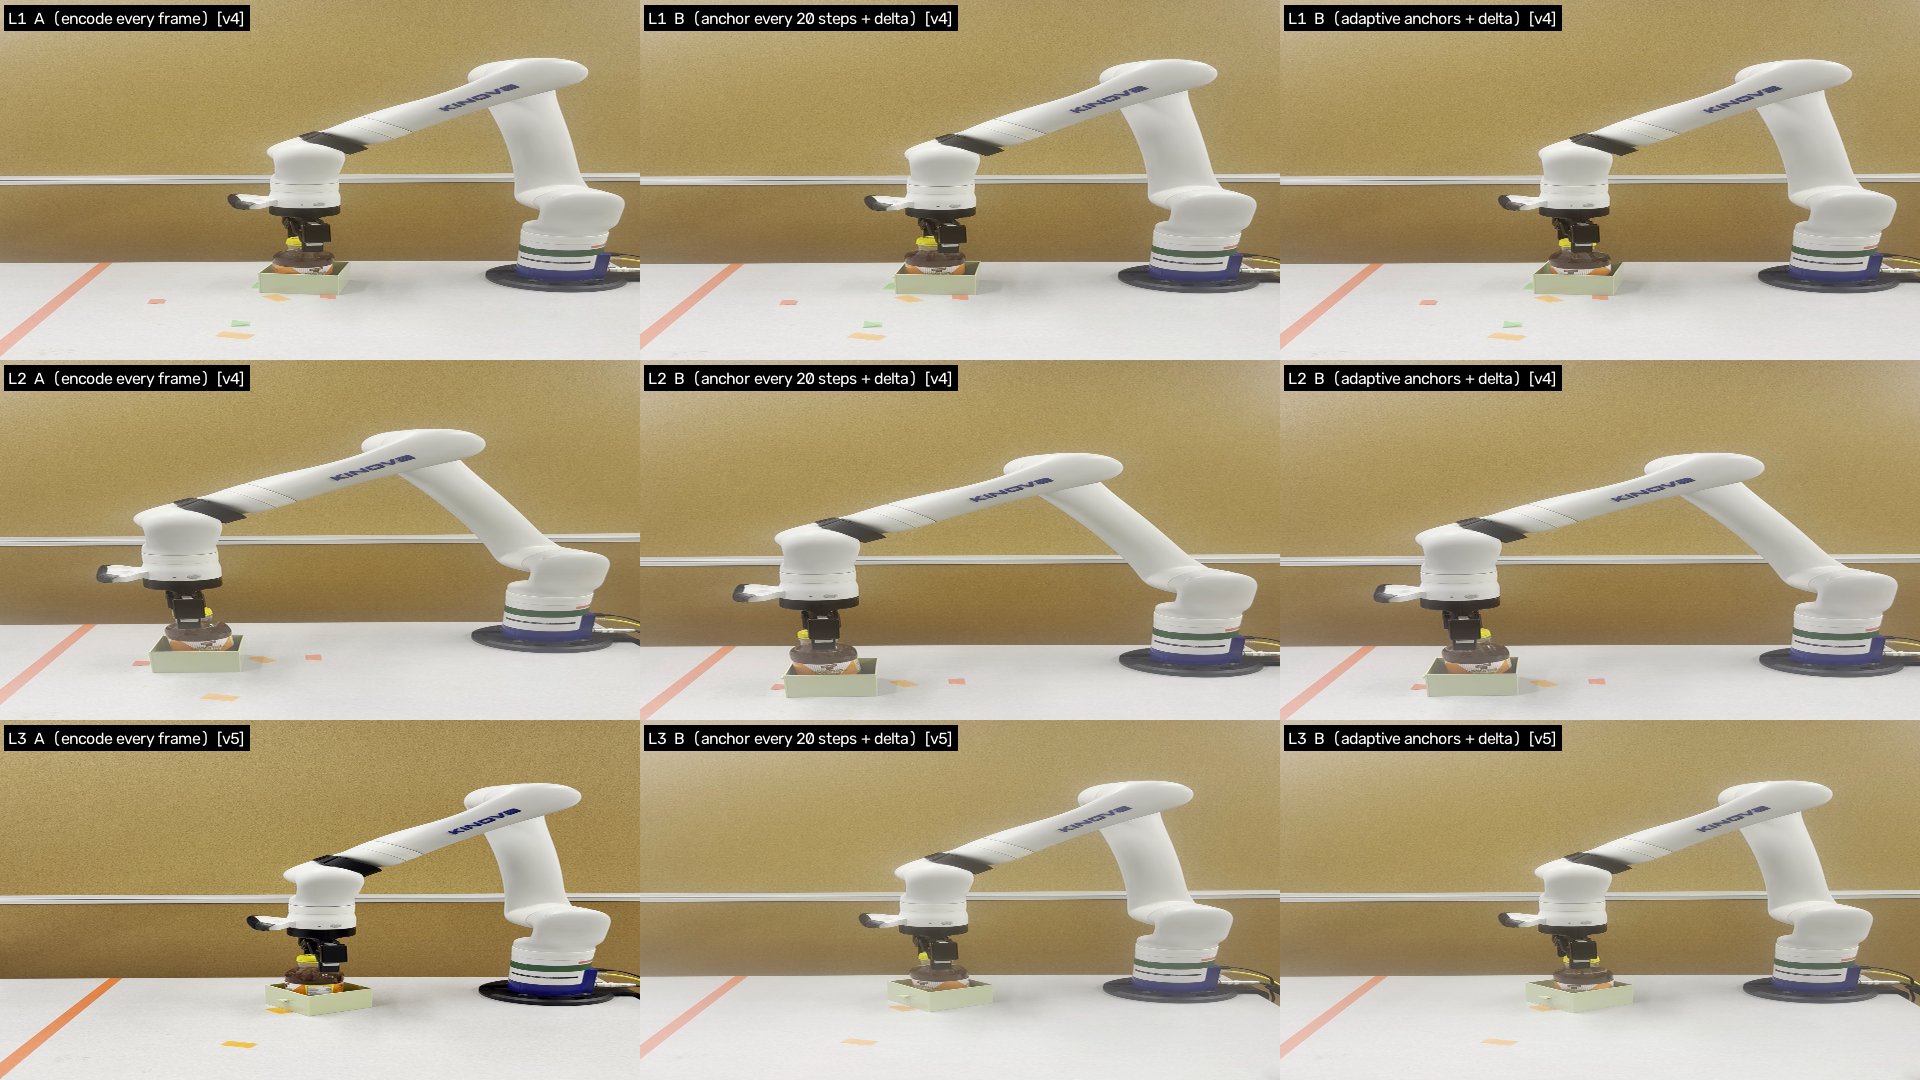 L1 A (encode every frame) [v4]
L1 B (anchor every 20 steps + delta) [v4]
L1 B (adaptive anchors + delta) [v4]
KINOVA
KINOVA
KINOVA
L2 A (encode every frame) [v4]
L2 B (anchor every 20 steps + delta) [v4]
L2 B (adaptive anchors + delta) [v4]
KINOVA
KINOVA
KINOVA
L3 A (encode every frame) [v5]
L3 B (anchor every 20 steps + delta) [v5]
L3 B (adaptive anchors + delta) [v5]
KINOVA
KINOVA
KINOVA